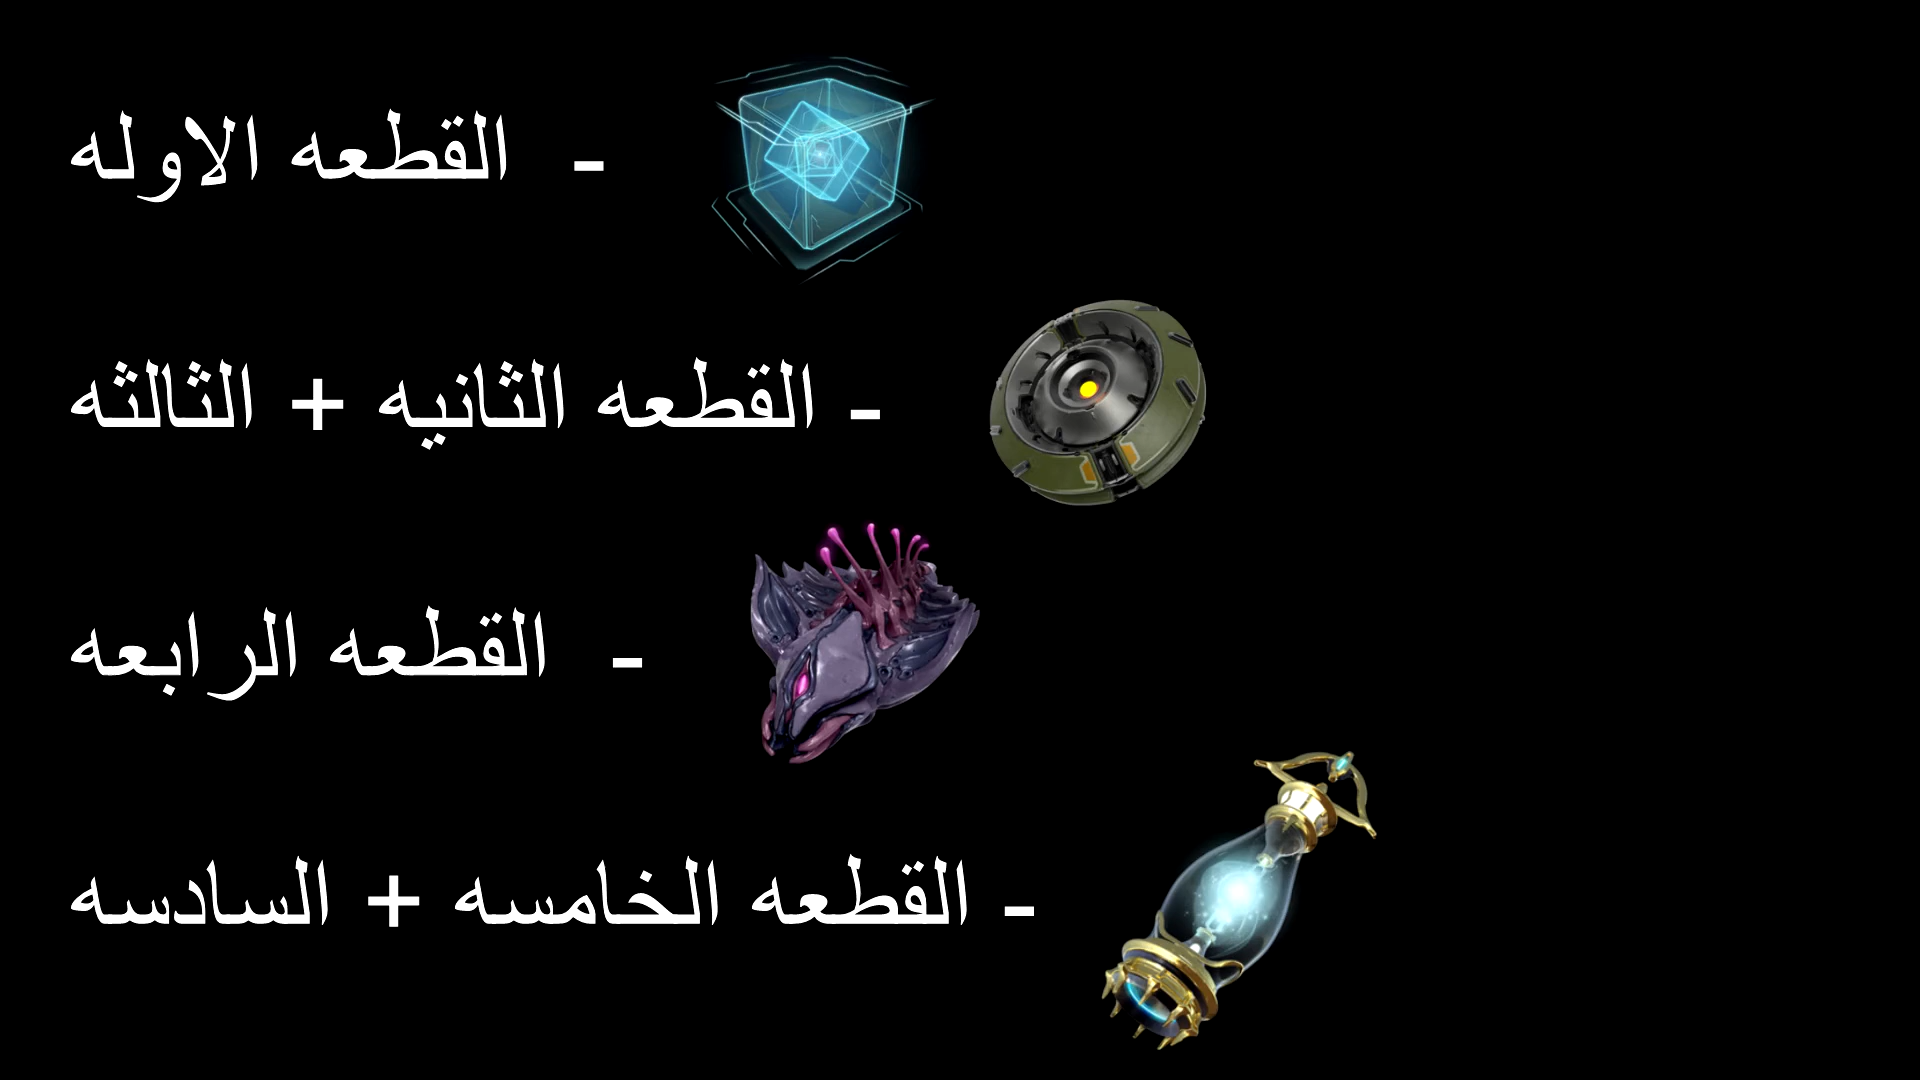 القطعه الاوله -
القطعه الثانيه + الثالثه -
القطعه الرابعه -
القطعه الخامسه + السادسه -